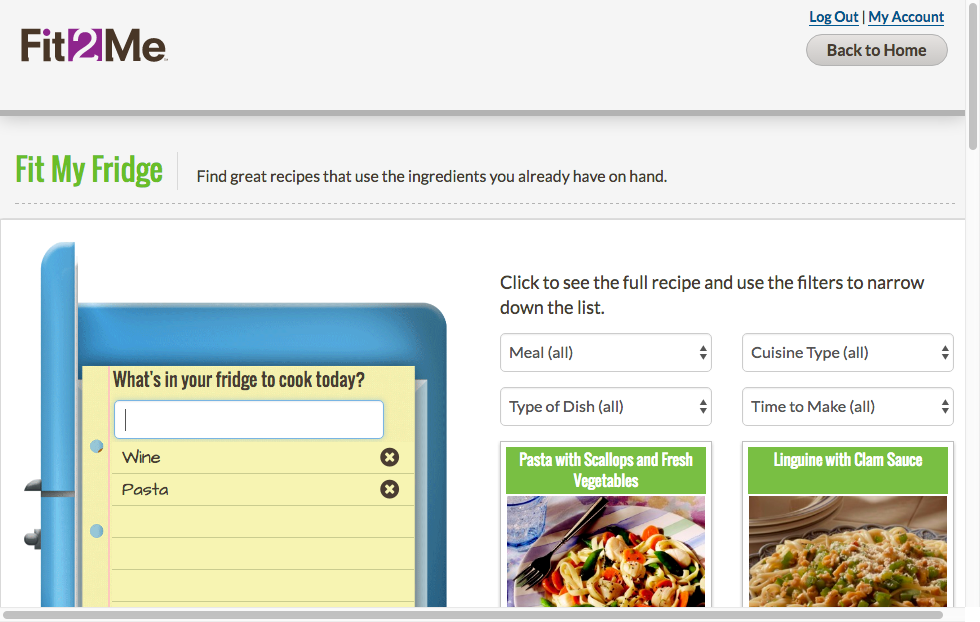 Log Out | My Account
Fit2Me
Back to Home
Fit My Fridge
Find great recipes that use the ingredients you already have on hand.
Click to see the full recipe and use the filters to narrow
down the list.
Meal (all)
Cuisine Type (all)
What's in your fridge to cook today?
Type of Dish (all)
Time to Make (all)
Wine
Pasta
Pasta with Scallops and Fresh
Vegetables
Linguine with Clam Sauce